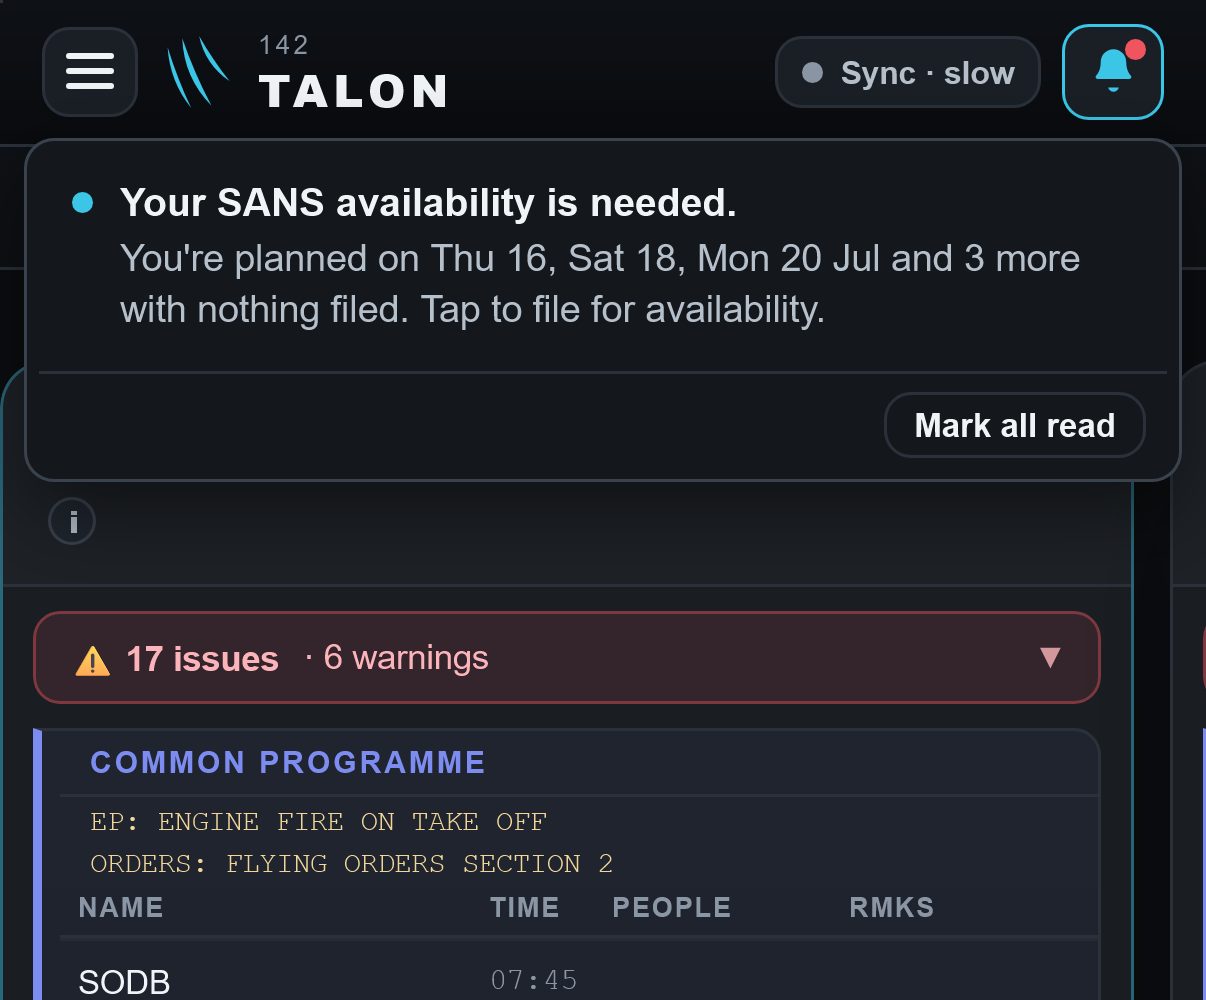 142
TALON
Sync · slow
Your SANS availability is needed.
You're planned on Thu 16, Sat 18, Mon 20 Jul and 3 more
with nothing filed. Tap to file for availability.
Mark all read
i
17 issues · 6 warnings
COMMON PROGRAMME
EP: ENGINE FIRE ON TAKE OFF
ORDERS: FLYING ORDERS SECTION 2
NAME TIME PEOPLE RMKS
SODB 07:45